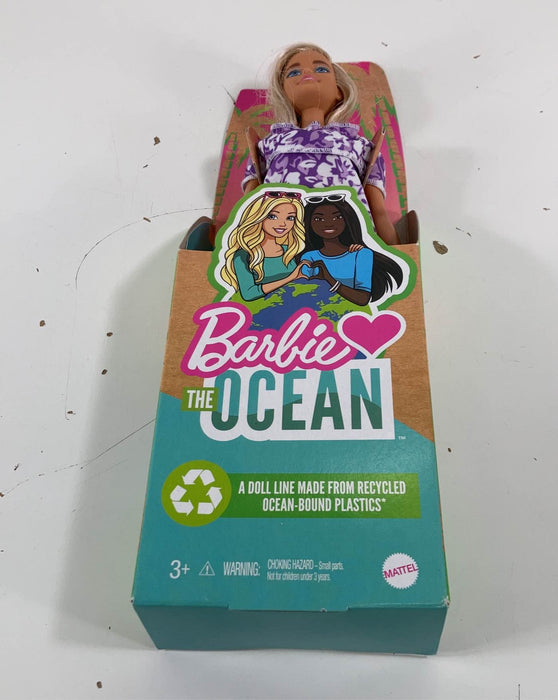 Barbie
THE OCEAN
™
A DOLL LINE MADE FROM RECYCLED
OCEAN-BOUND PLASTICS*
3+ WARNING: CHOKING HAZARD – Small parts.
Not for children under 3 years.
MATTEL